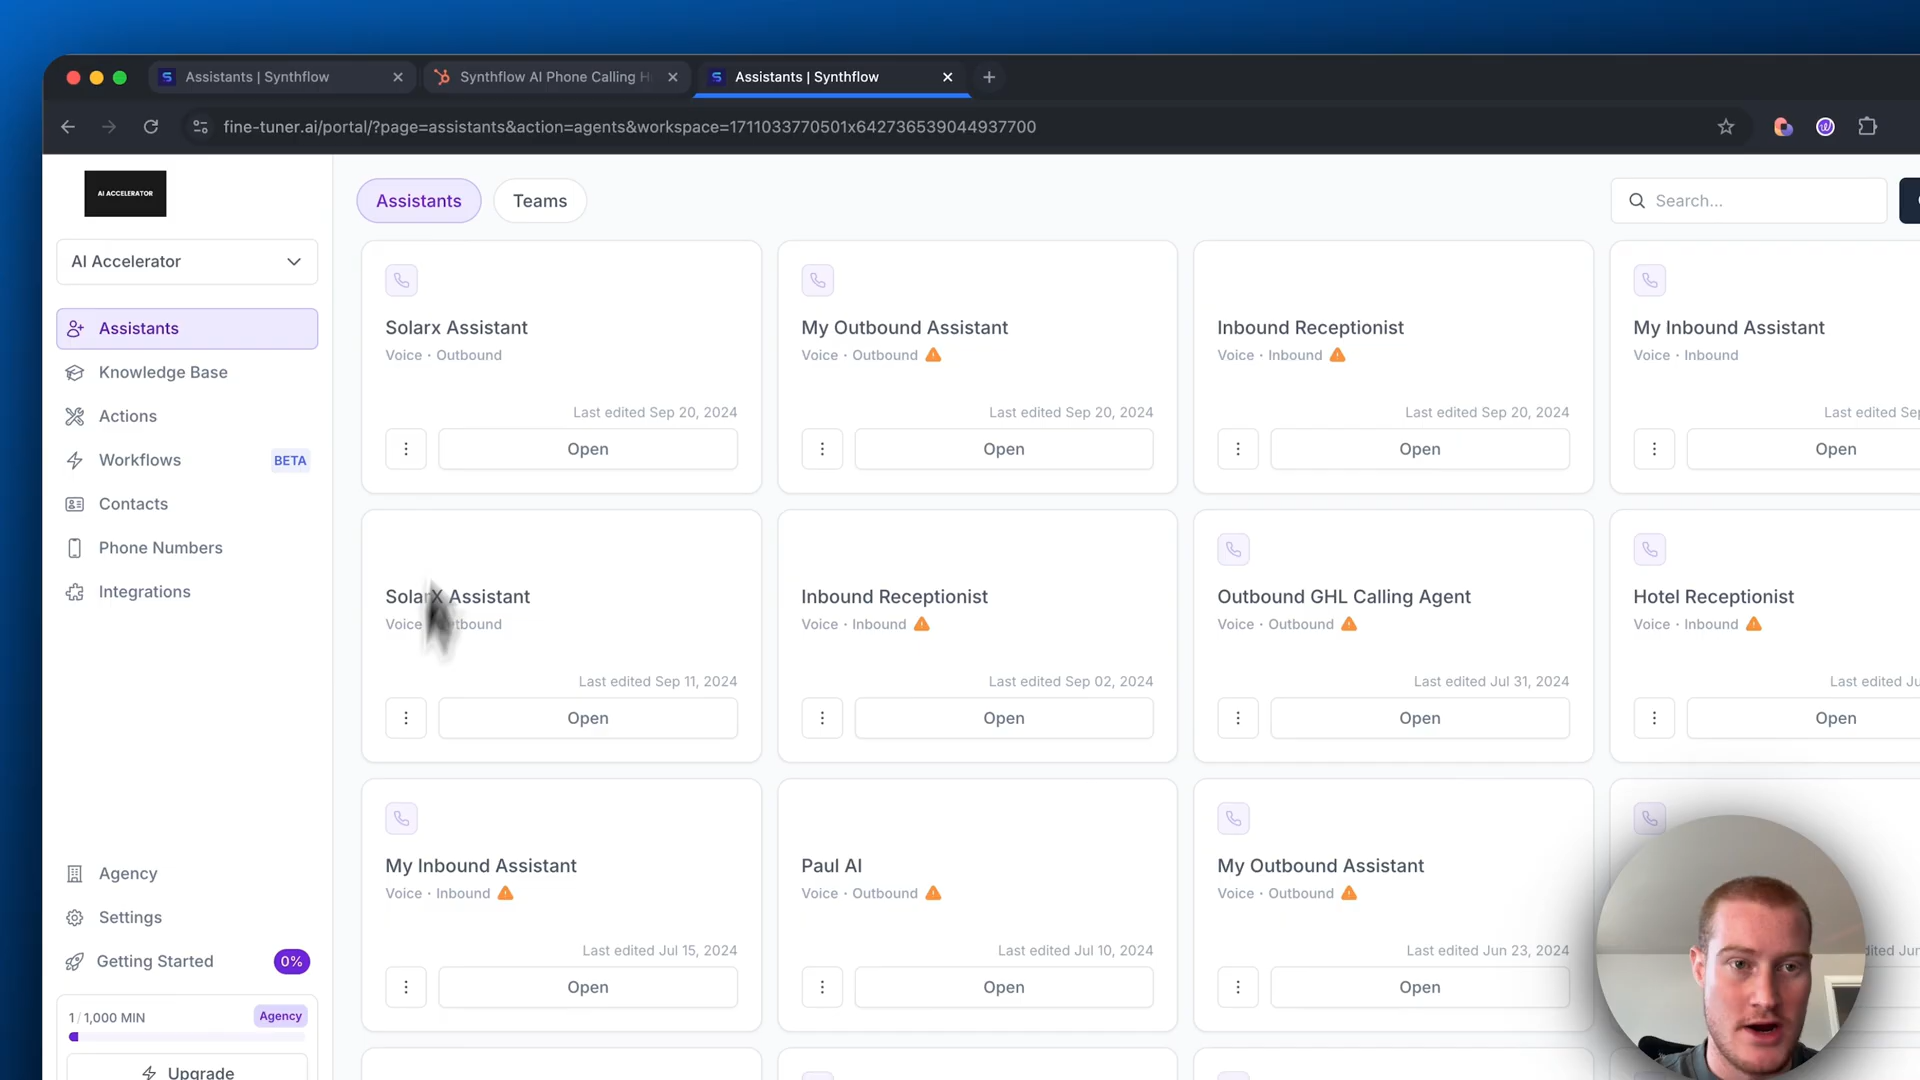 Assistants | Synthflow
Synthflow AI Phone Calling H
Assistants | Synthflow
fine-tuner.ai/portal/?page=assistants&action=agents&workspace=1711033770501x642736539044937700
AI ACCELERATOR
AI Accelerator
Assistants
Knowledge Base
Actions
Workflows BETA
Contacts
Phone Numbers
Integrations
Agency
Settings
Getting Started 0%
1/1,000 MIN Agency
Upgrade
Assistants Teams
Search...
Solarx Assistant
Voice · Outbound
Last edited Sep 20, 2024
Open
My Outbound Assistant
Voice · Outbound
Last edited Sep 20, 2024
Open
Inbound Receptionist
Voice · Inbound
Last edited Sep 20, 2024
Open
My Inbound Assistant
Voice · Inbound
Last edited Sep
Open
SolarX Assistant
Voice · Outbound
Last edited Sep 11, 2024
Open
Inbound Receptionist
Voice · Inbound
Last edited Sep 02, 2024
Open
Outbound GHL Calling Agent
Voice · Outbound
Last edited Jul 31, 2024
Open
Hotel Receptionist
Voice · Inbound
Last edited Ju
Open
My Inbound Assistant
Voice · Inbound
Last edited Jul 15, 2024
Open
Paul AI
Voice · Outbound
Last edited Jul 10, 2024
Open
My Outbound Assistant
Voice · Outbound
Last edited Jun 23, 2024
Open
ited Jun